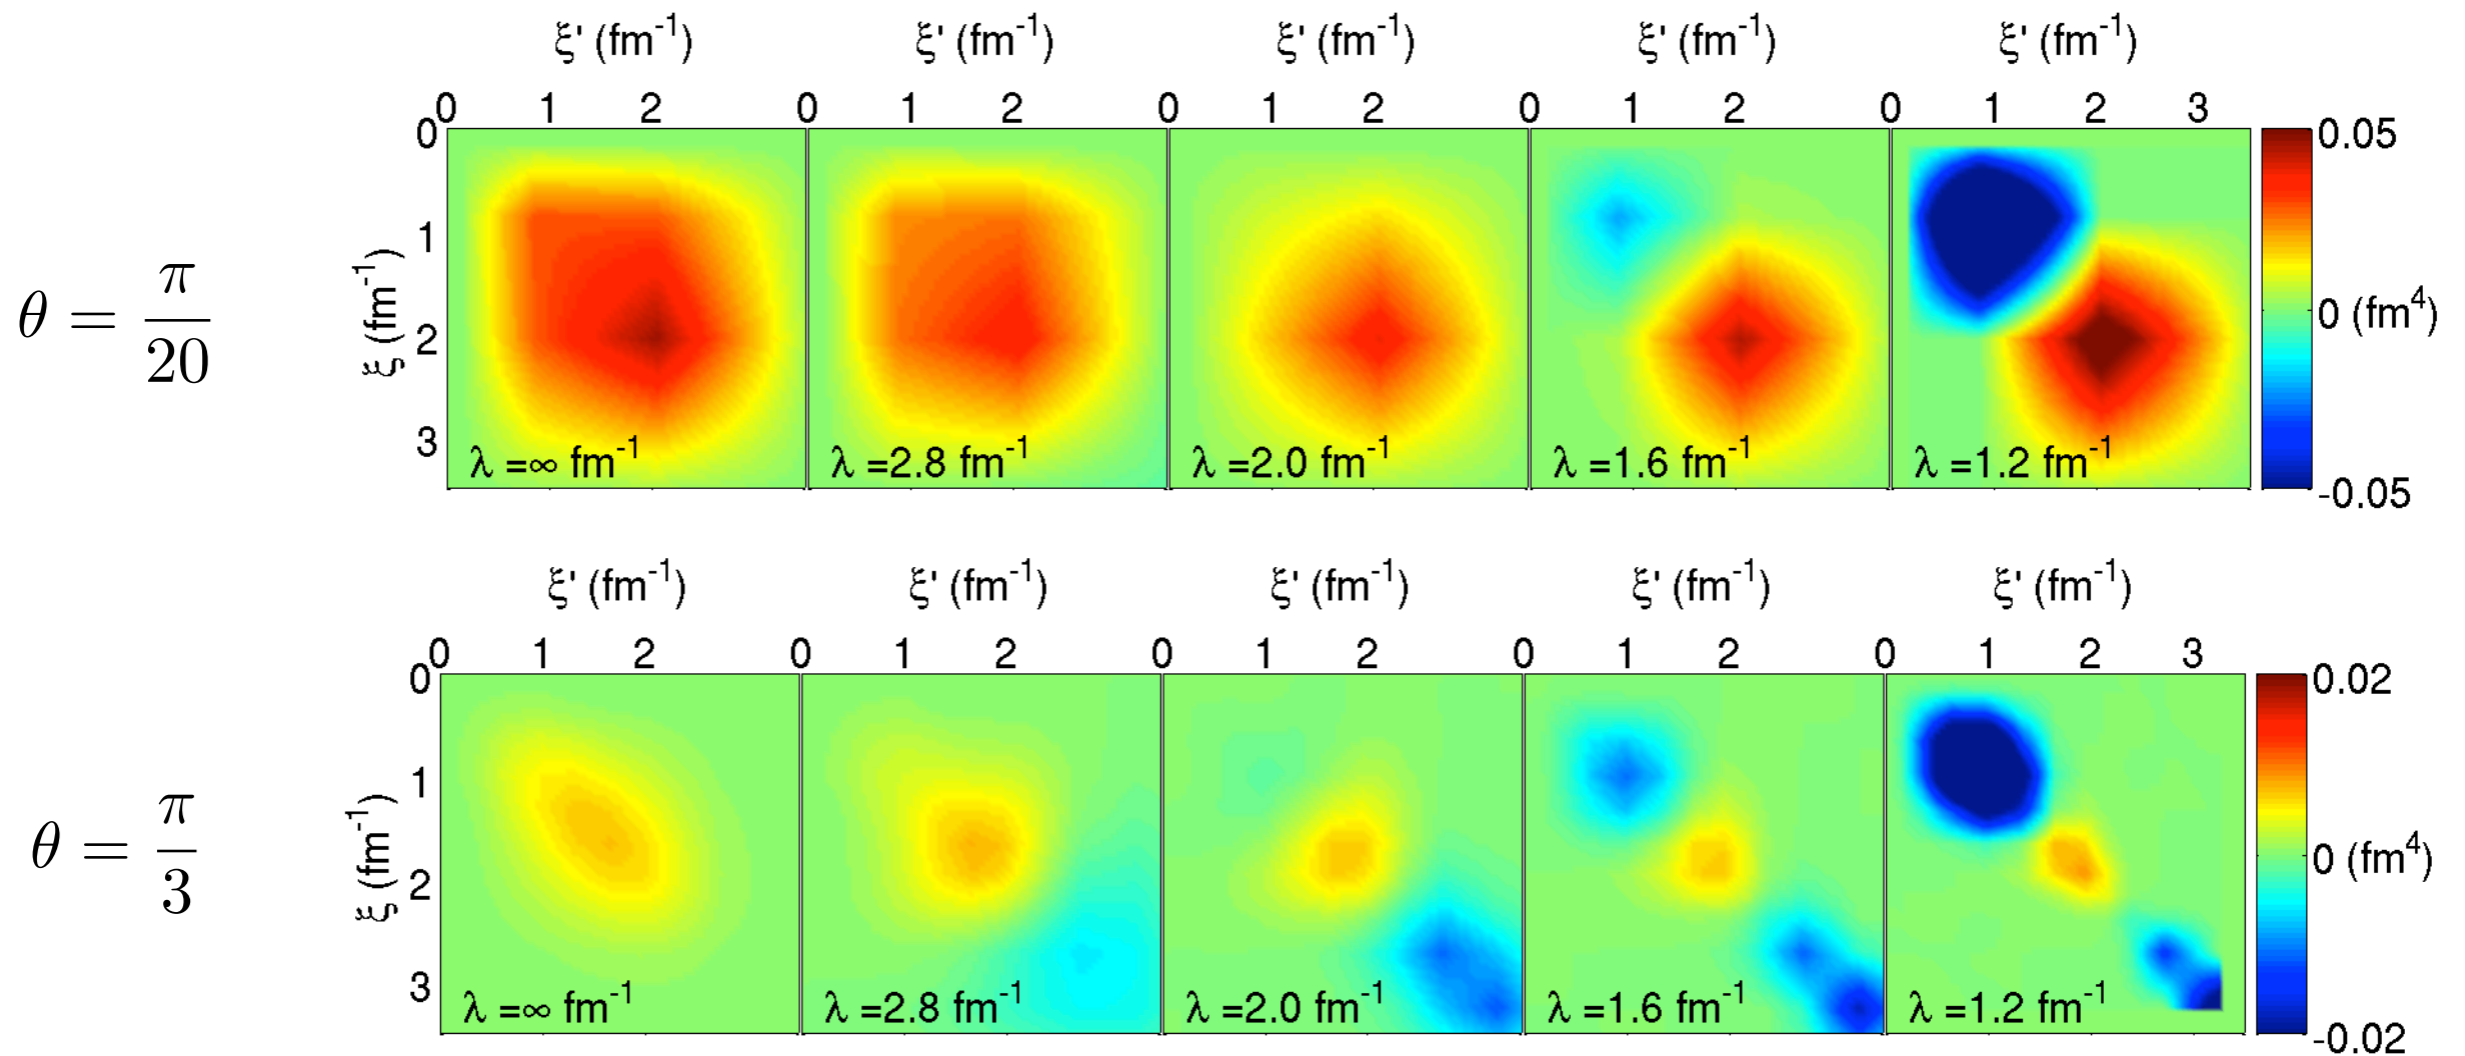 ξ' (fm⁻¹) ξ' (fm⁻¹) ξ' (fm⁻¹) ξ' (fm⁻¹) ξ' (fm⁻¹)
0 1 2 0 1 2 0 1 2 0 1 2 0 1 2 3
0
1
2
3
ξ (fm⁻¹)
θ = π/20
λ =∞ fm⁻¹ λ =2.8 fm⁻¹ λ =2.0 fm⁻¹ λ =1.6 fm⁻¹ λ =1.2 fm⁻¹
0.05
0 (fm⁴)
-0.05
ξ' (fm⁻¹) ξ' (fm⁻¹) ξ' (fm⁻¹) ξ' (fm⁻¹) ξ' (fm⁻¹)
0 1 2 0 1 2 0 1 2 0 1 2 0 1 2 3
0
1
2
3
ξ (fm⁻¹)
θ = π/3
λ =∞ fm⁻¹ λ =2.8 fm⁻¹ λ =2.0 fm⁻¹ λ =1.6 fm⁻¹ λ =1.2 fm⁻¹
0.02
0 (fm⁴)
-0.02